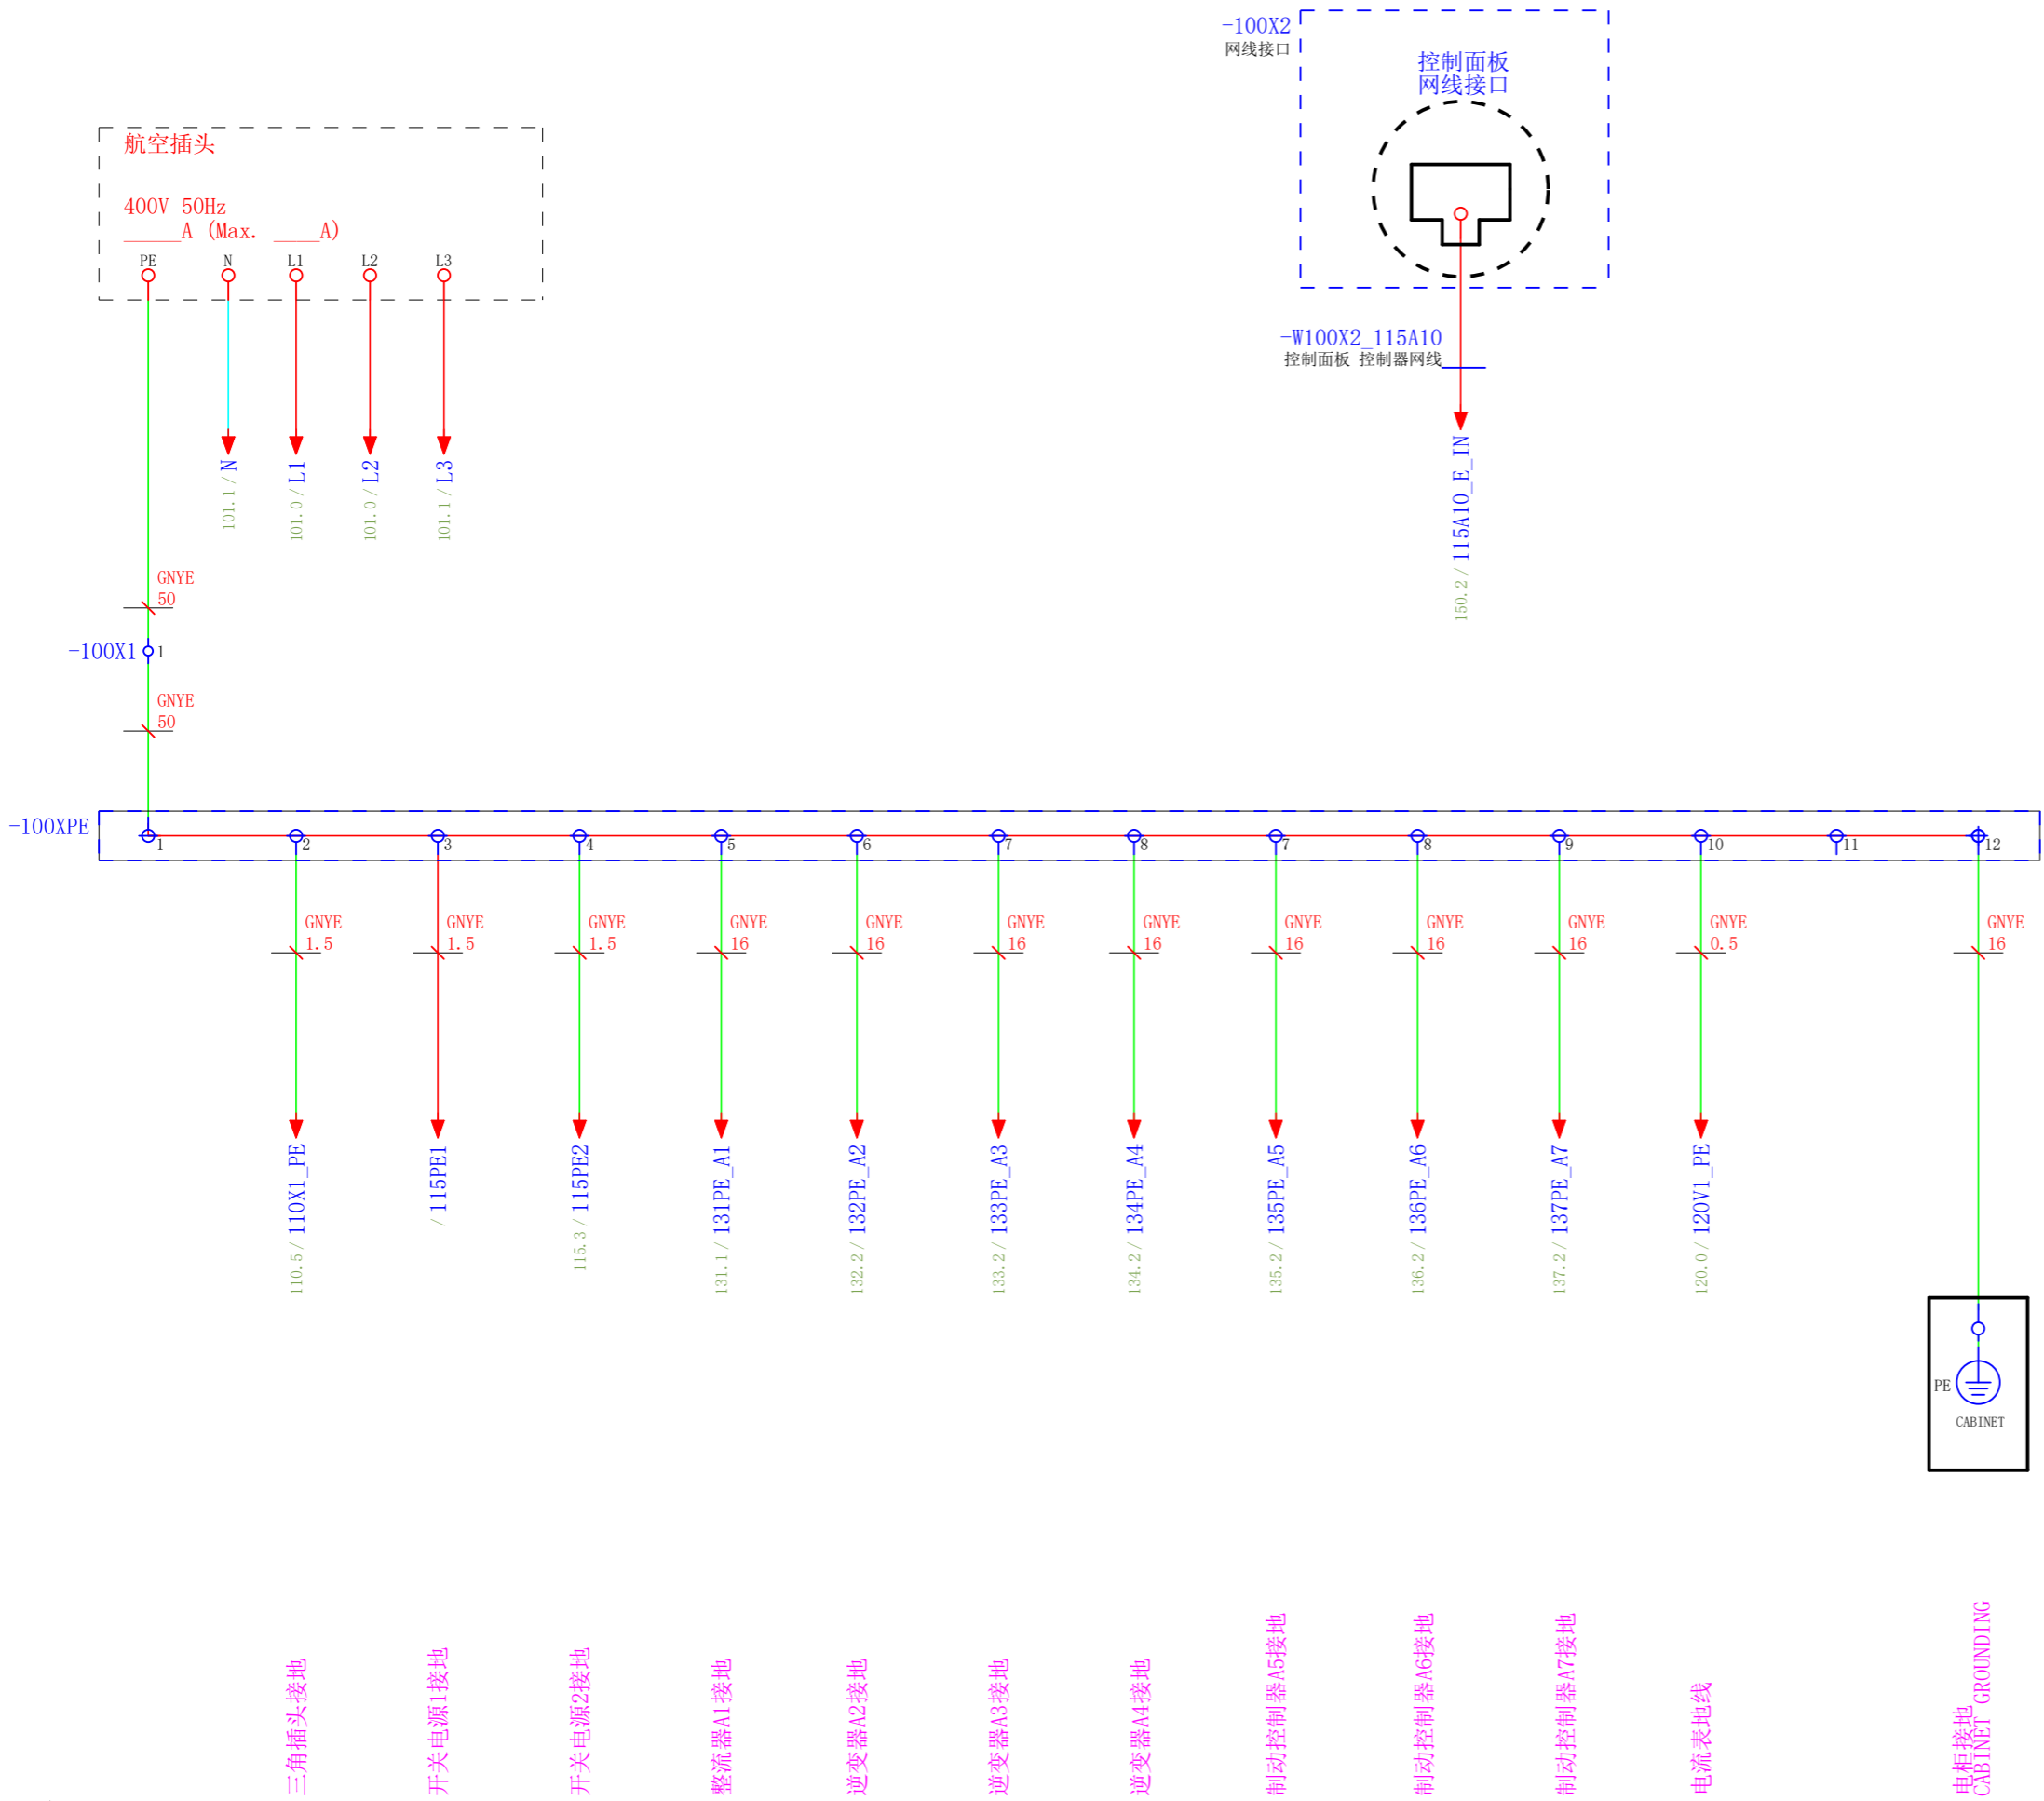 -100X2
网线接口
控制面板
网线接口
航空插头
400V 50Hz
_____A (Max. ____A)
PE
N
L1
L2
L3
-W100X2_115A10
控制面板-控制器网线
101.1 / N
101.0 / L1
101.0 / L2
101.1 / L3
150.2 / 115A10_E_IN
GNYE
50
-100X1
1
GNYE
50
-100XPE
1
2
3
4
5
6
7
8
7
8
9
10
11
12
GNYE
1.5
GNYE
1.5
GNYE
1.5
GNYE
16
GNYE
16
GNYE
16
GNYE
16
GNYE
16
GNYE
16
GNYE
16
GNYE
0.5
GNYE
16
110.5 / 110X1_PE
/ 115PE1
115.3 / 115PE2
131.1 / 131PE_A1
132.2 / 132PE_A2
133.2 / 133PE_A3
134.2 / 134PE_A4
135.2 / 135PE_A5
136.2 / 136PE_A6
137.2 / 137PE_A7
120.0 / 120V1_PE
PE
CABINET
三角插头接地
开关电源1接地
开关电源2接地
整流器A1接地
逆变器A2接地
逆变器A3接地
逆变器A4接地
制动控制器A5接地
制动控制器A6接地
制动控制器A7接地
电流表地线
电柜接地
CABINET GROUNDING